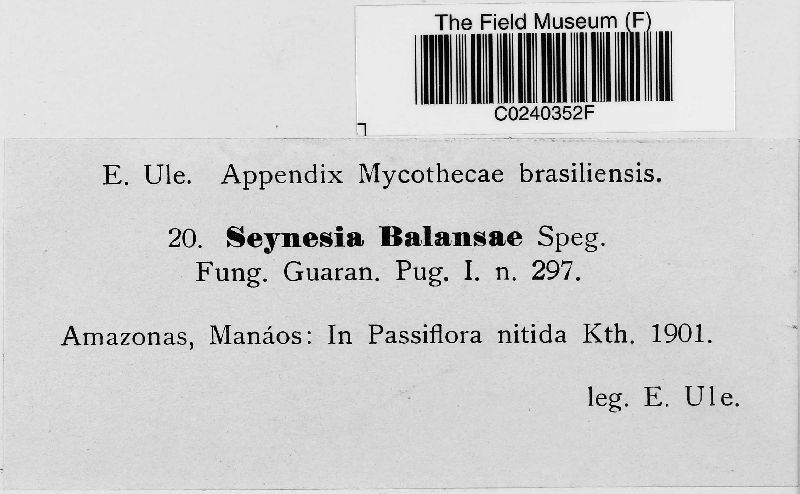 The Field Museum (F)
C0240352F
E. Ule. Appendix Mycothecae brasiliensis.
20. Seynesia Balansae Speg.
Fung. Guaran. Pug. I. n. 297.
Amazonas, Manáos: In Passiflora nitida Kth. 1901.
leg. E. Ule.